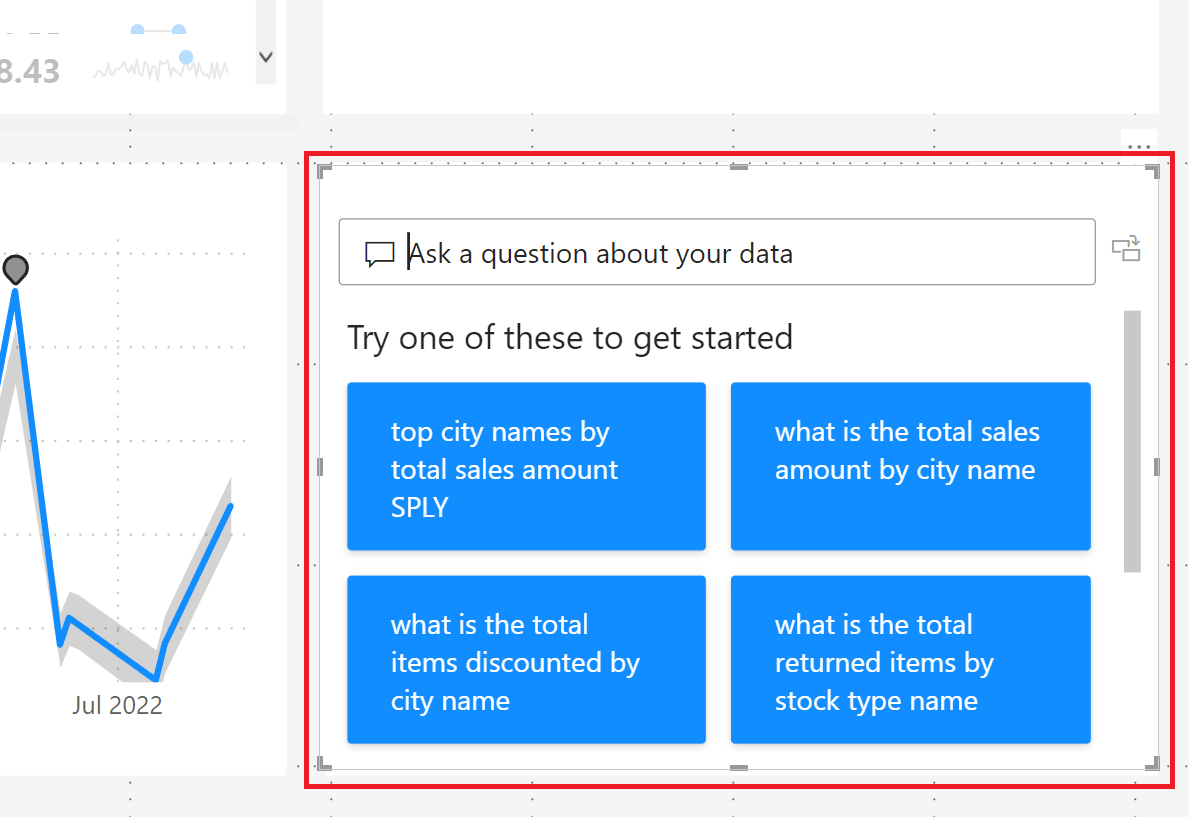 8.43
Ask a question about your data
Try one of these to get started
top city names by
total sales amount
SPLY
what is the total sales
amount by city name
what is the total
items discounted by
city name
what is the total
returned items by
stock type name
Jul 2022